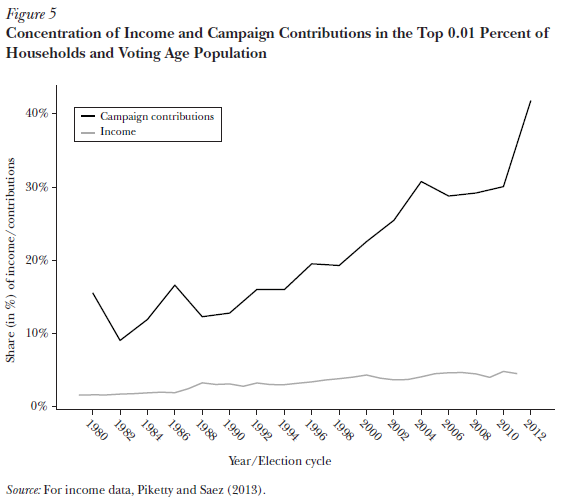 Figure 5
Concentration of Income and Campaign Contributions in the Top 0.01 Percent of
Households and Voting Age Population
40%
30%
20%
10%
0%
Share (in %) of income/contributions
Campaign contributions
Income
1980
1982
1984
1986
1988
1990
1992
1994
1996
1998
2000
2002
2004
2006
2008
2010
2012
Year/Election cycle
Source: For income data, Piketty and Saez (2013).